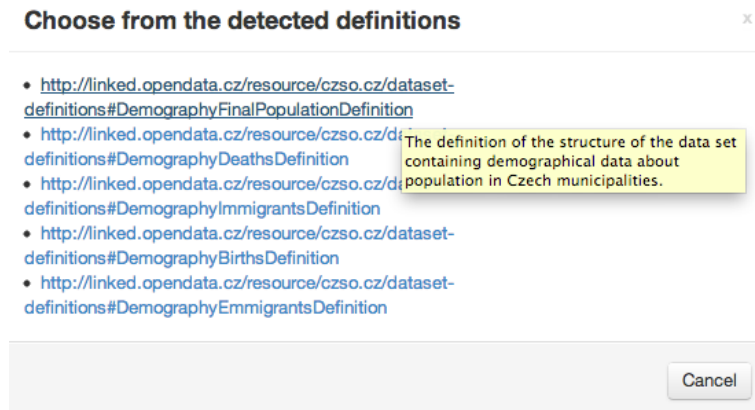 Choose from the detected definitions
x
• http://linked.opendata.cz/resource/czso.cz/dataset-
definitions#DemographyFinalPopulationDefinition
• http://linked.opendata.cz/resource/czso.cz/da
definitions#DemographyDeathsDefinition
• http://linked.opendata.cz/resource/czso.cz/da
definitions#DemographyImmigrantsDefinition
• http://linked.opendata.cz/resource/czso.cz/dataset-
definitions#DemographyBirthsDefinition
• http://linked.opendata.cz/resource/czso.cz/dataset-
definitions#DemographyEmmigrantsDefinition
The definition of the structure of the data set
containing demographical data about
population in Czech municipalities.
Cancel